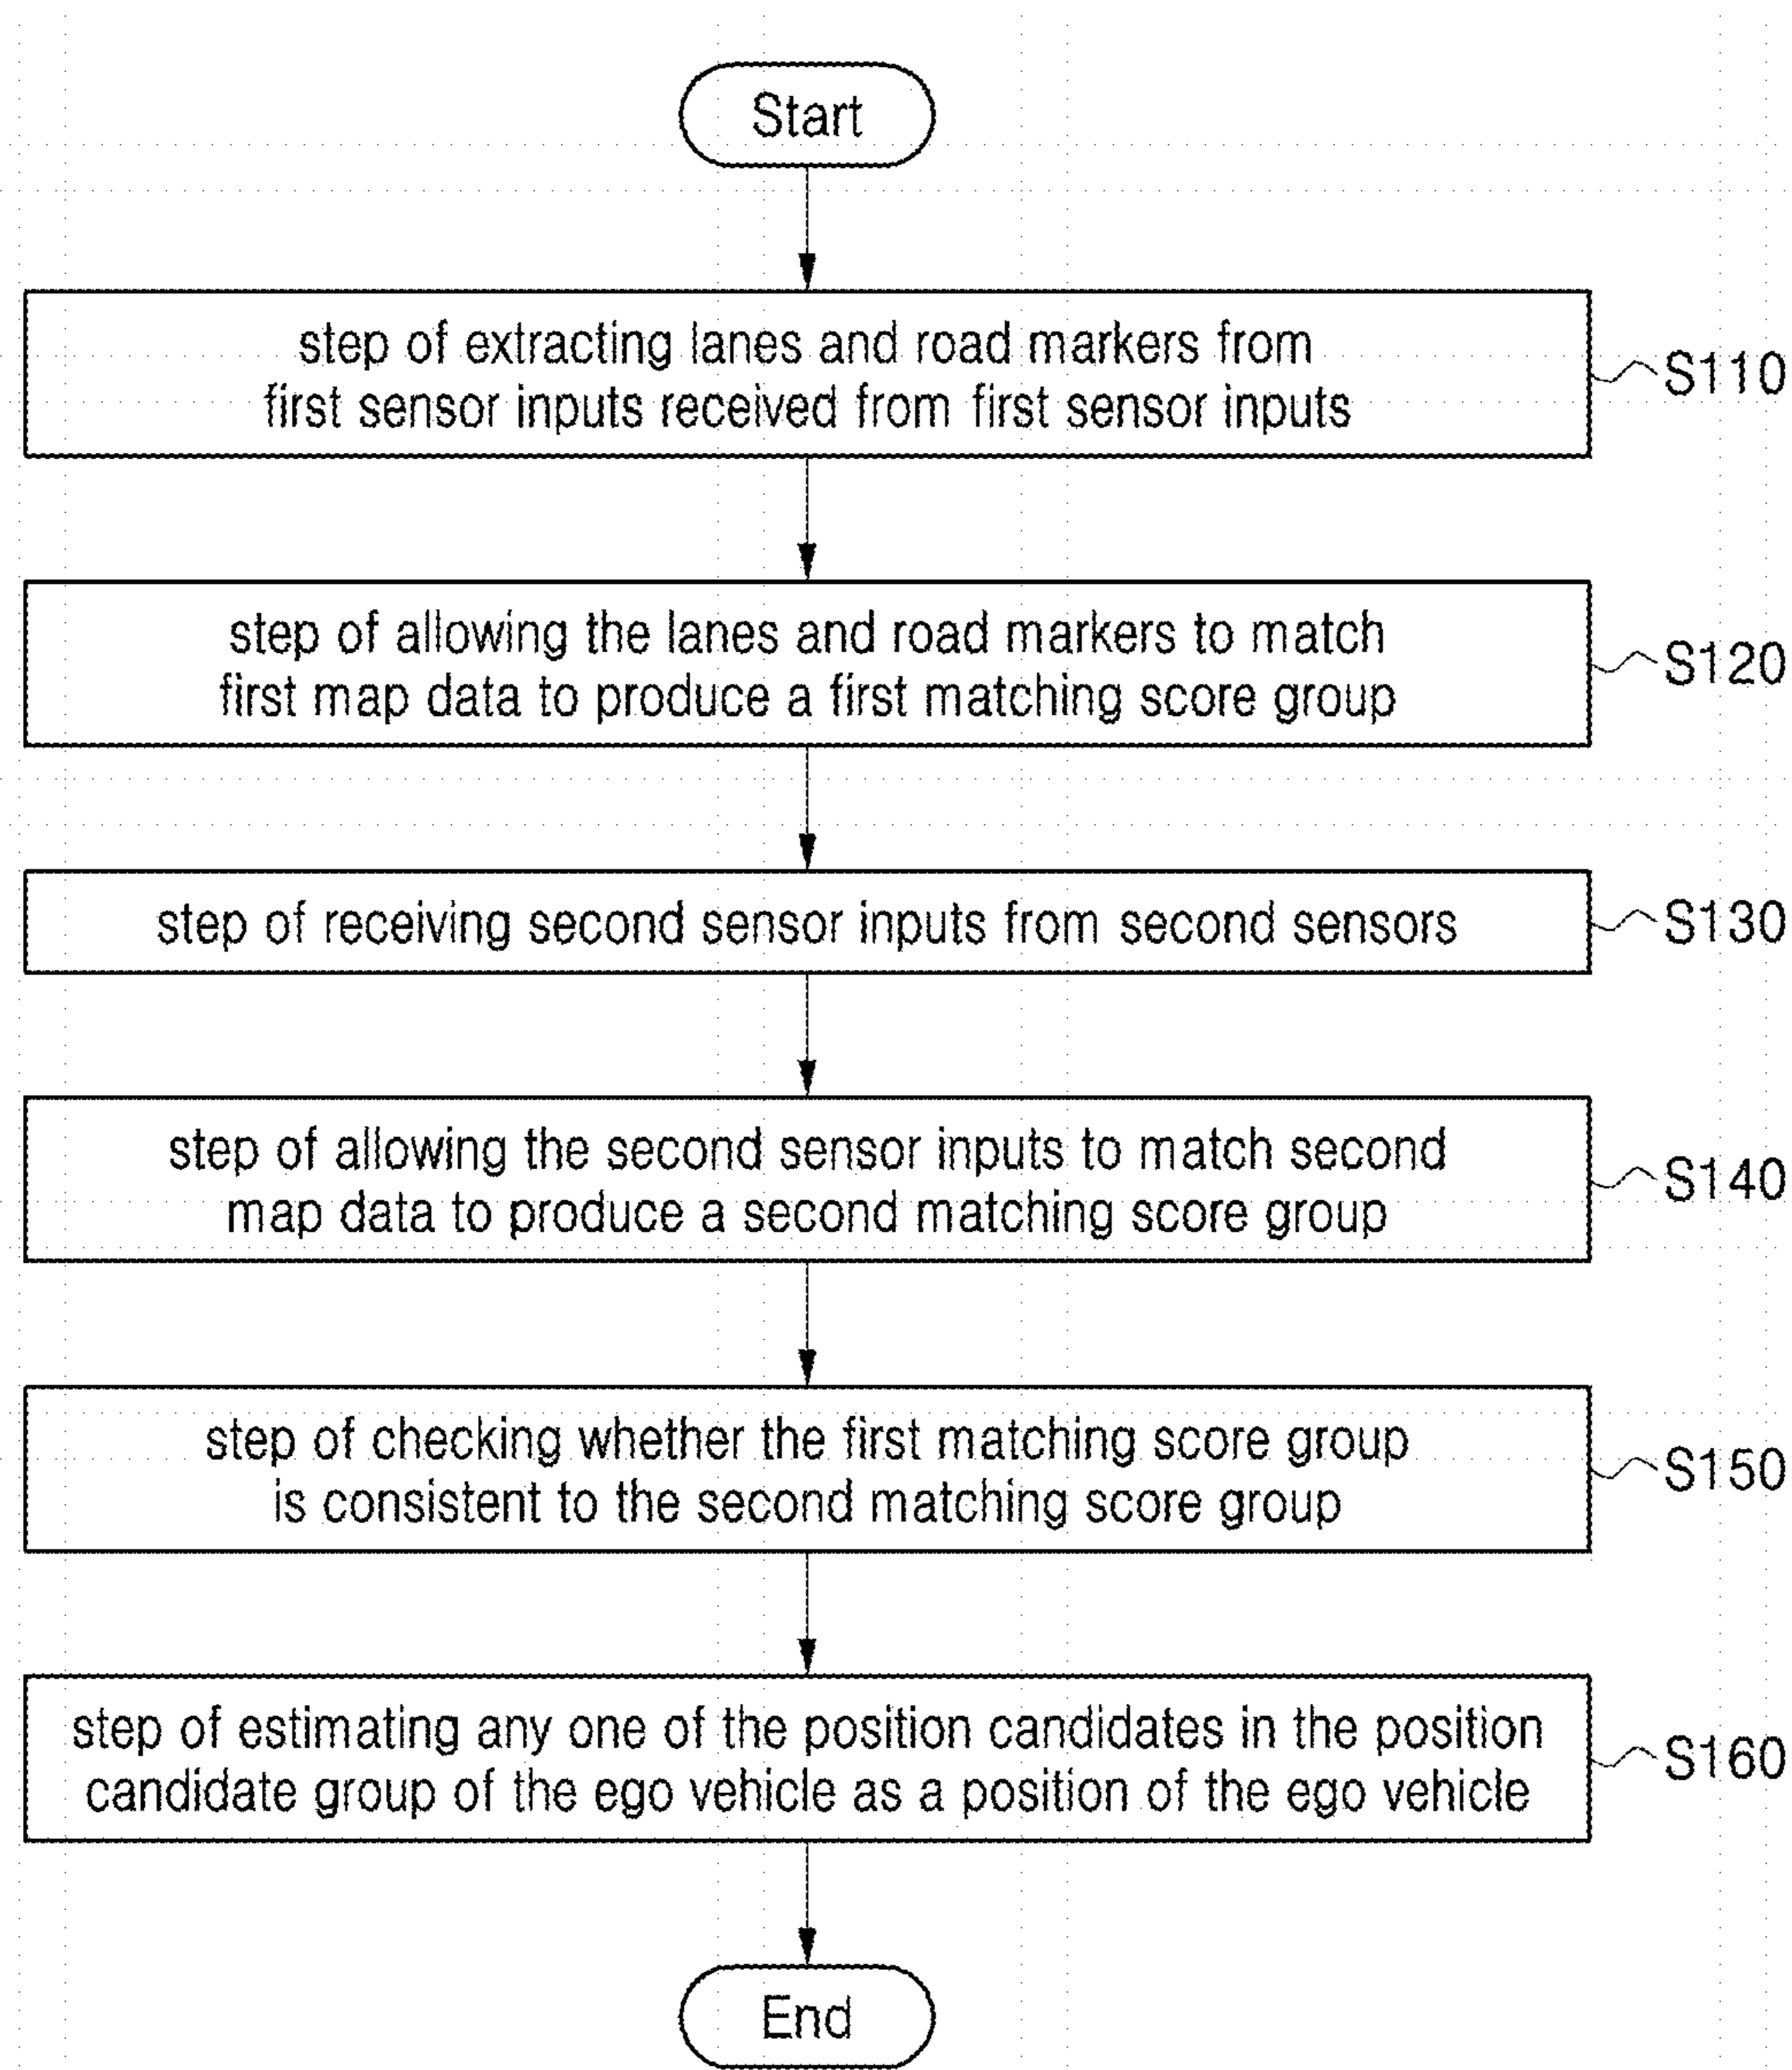 Start
step of extracting lanes and road markers from
first sensor inputs received from first sensor inputs
S110
step of allowing the lanes and road markers to match
first map data to produce a first matching score group
S120
step of receiving second sensor inputs from second sensors
S130
step of allowing the second sensor inputs to match second
map data to produce a second matching score group
S140
step of checking whether the first matching score group
is consistent to the second matching score group
S150
step of estimating any one of the position candidates in the position
candidate group of the ego vehicle as a position of the ego vehicle
S160
End